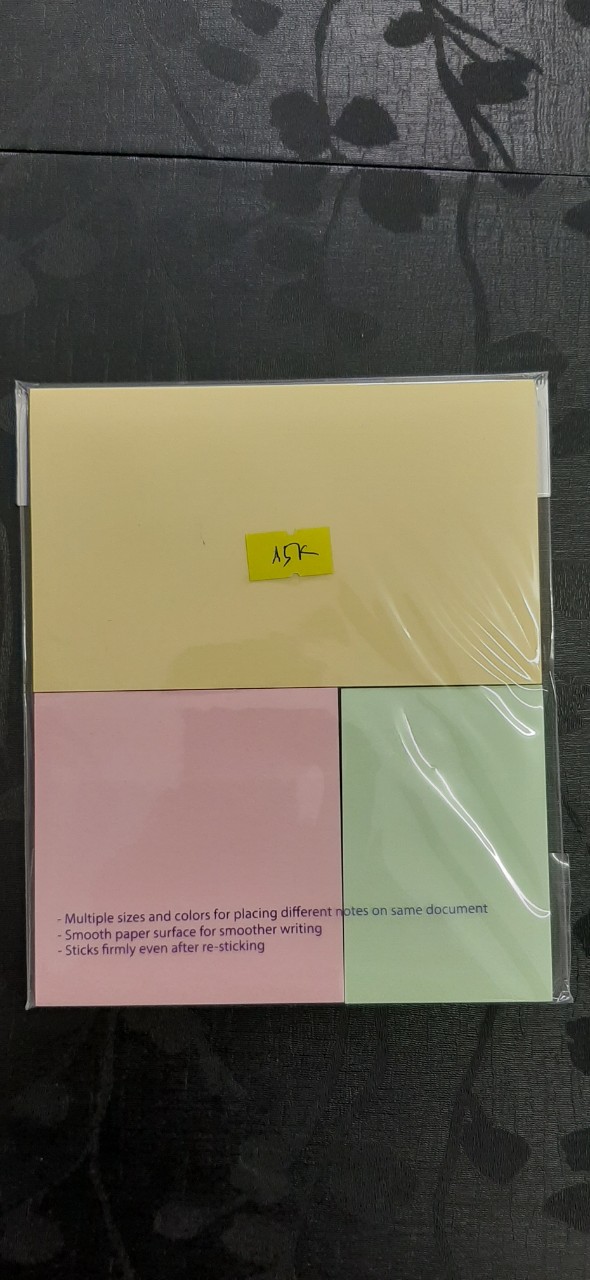 15K
- Multiple sizes and colors for placing different notes on same document
- Smooth paper surface for smoother writing
- Sticks firmly even after re-sticking